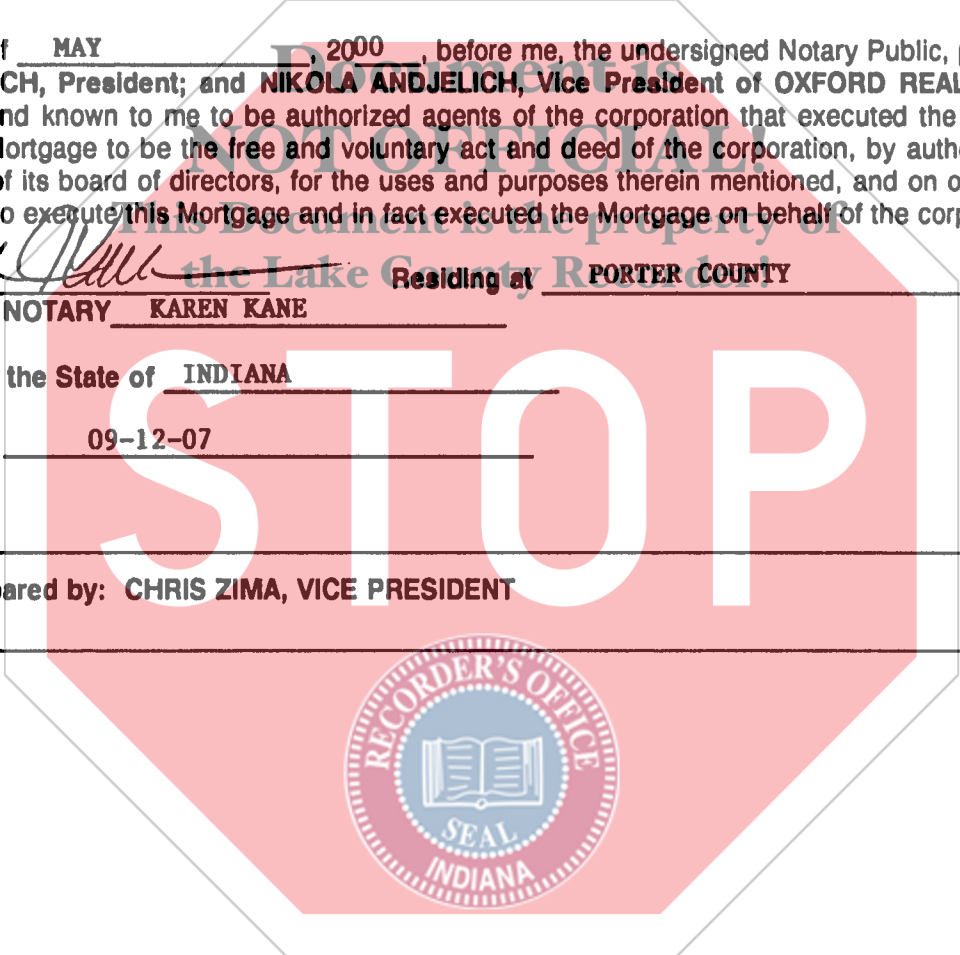 f MAY , 2000 , before me, the undersigned Notary Public,
CH, President; and NIKOLA ANDJELICH, Vice President of OXFORD REAL
nd known to me to be authorized agents of the corporation that executed the
ortgage to be the free and voluntary act and deed of the corporation, by autho
f its board of directors, for the uses and purposes therein mentioned, and on o
o execute this Mortgage and in fact executed the Mortgage on behalf of the corp
Document is
NOT OFFICIAL!
This Document is the property of
the Lake County Recorder!
Residing at PORTER COUNTY
NOTARY KAREN KANE
the State of INDIANA
09-12-07
STOP
ared by: CHRIS ZIMA, VICE PRESIDENT
RECORDER'S OFFICE
SEAL
INDIANA